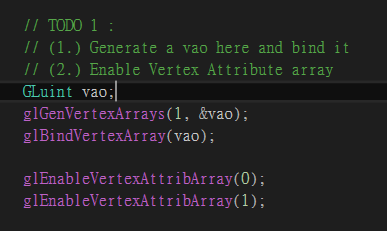 // TODO 1 :
// (1.) Generate a vao here and bind it
// (2.) Enable Vertex Attribute array
GLuint vao;
glGenVertexArrays(1, &vao);
glBindVertexArray(vao);
glEnableVertexAttribArray(0);
glEnableVertexAttribArray(1);